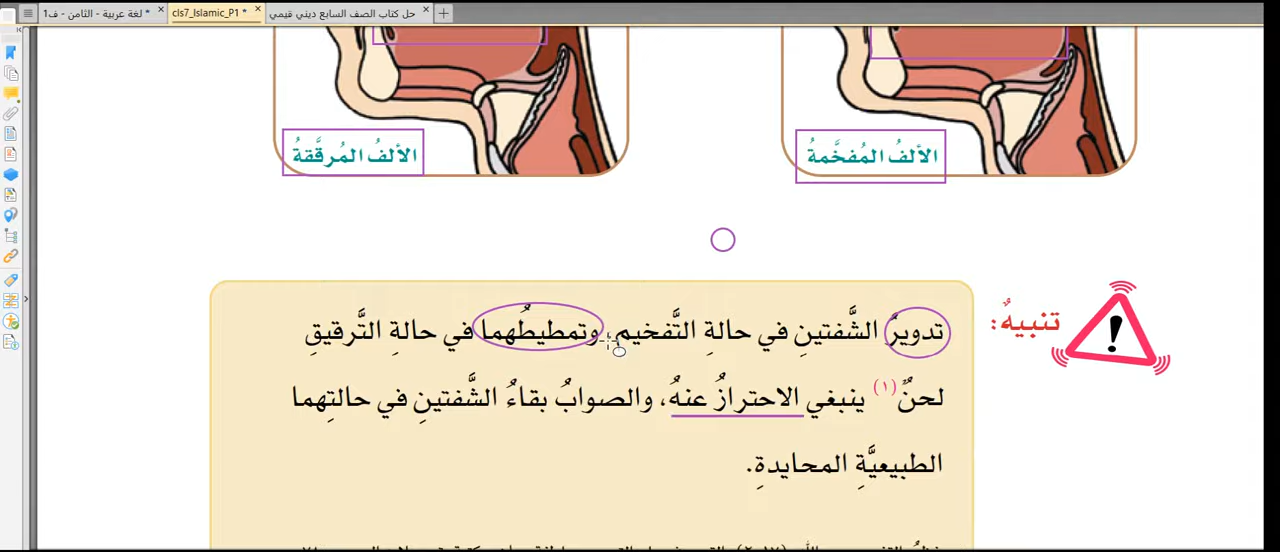 * لغة عربية - الثامن - ف1
cls7_Islamic_P1 *
حل كتاب الصف السابع ديني قيمي
الألفُ المُفخَّمةُ
الألفُ المُرقَّقةُ
تنبيهٌ:
تدويرُ الشَّفتينِ في حالةِ التَّفخيمِ، وتمطيطُهما في حالةِ التَّرقيقِ
لحنٌ(١) ينبغي الاحترازُ عنهُ، والصوابُ بقاءُ الشَّفتينِ في حالتِهما
الطبيعيَّةِ المحايدةِ.